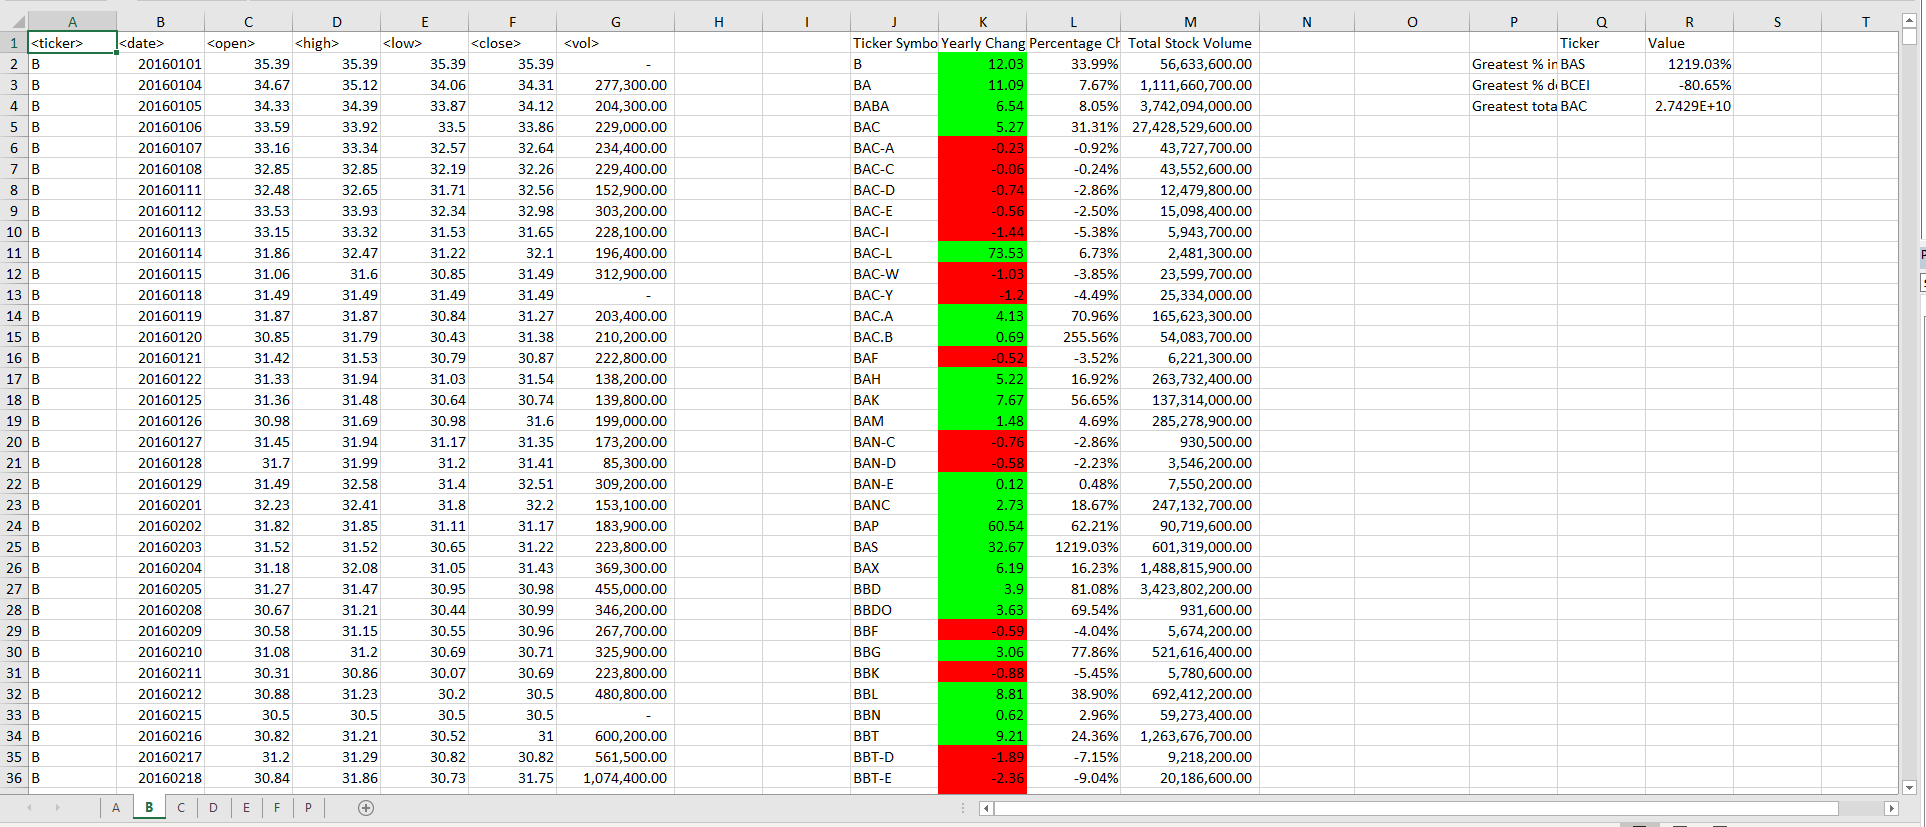 A B C D E F G H I J K L M N O P Q R S T
1 <ticker> <date> <open> <high> <low> <close> <vol> Ticker Symbo Yearly Chang Percentage Ch Total Stock Volume Ticker Value
2 B 20160101 35.39 35.39 35.39 35.39 - B 12.03 33.99% 56,633,600.00 Greatest % in BAS 1219.03%
3 B 20160104 34.67 35.12 34.06 34.31 277,300.00 BA 11.09 7.67% 1,111,660,700.00 Greatest % d BCEI -80.65%
4 B 20160105 34.33 34.39 33.87 34.12 204,300.00 BABA 6.54 8.05% 3,742,094,000.00 Greatest tota BAC 2.7429E+10
5 B 20160106 33.59 33.92 33.5 33.86 229,000.00 BAC 5.27 31.31% 27,428,529,600.00
6 B 20160107 33.16 33.34 32.57 32.64 234,400.00 BAC-A -0.23 -0.92% 43,727,700.00
7 B 20160108 32.85 32.85 32.19 32.26 229,400.00 BAC-C -0.06 -0.24% 43,552,600.00
8 B 20160111 32.48 32.65 31.71 32.56 152,900.00 BAC-D -0.74 -2.86% 12,479,800.00
9 B 20160112 33.53 33.93 32.34 32.98 303,200.00 BAC-E -0.56 -2.50% 15,098,400.00
10 B 20160113 33.15 33.32 31.53 31.65 228,100.00 BAC-I -1.44 -5.38% 5,943,700.00
11 B 20160114 31.86 32.47 31.22 32.1 196,400.00 BAC-L 73.53 6.73% 2,481,300.00
12 B 20160115 31.06 31.6 30.85 31.49 312,900.00 BAC-W -1.03 -3.85% 23,599,700.00
13 B 20160118 31.49 31.49 31.49 31.49 - BAC-Y -1.2 -4.49% 25,334,000.00
14 B 20160119 31.87 31.87 30.84 31.27 203,400.00 BAC.A 4.13 70.96% 165,623,300.00
15 B 20160120 30.85 31.79 30.43 31.38 210,200.00 BAC.B 0.69 255.56% 54,083,700.00
16 B 20160121 31.42 31.53 30.79 30.87 222,800.00 BAF -0.52 -3.52% 6,221,300.00
17 B 20160122 31.33 31.94 31.03 31.54 138,200.00 BAH 5.22 16.92% 263,732,400.00
18 B 20160125 31.36 31.48 30.64 30.74 139,800.00 BAK 7.67 56.65% 137,314,000.00
19 B 20160126 30.98 31.69 30.98 31.6 199,000.00 BAM 1.48 4.69% 285,278,900.00
20 B 20160127 31.45 31.94 31.17 31.35 173,200.00 BAN-C -0.76 -2.86% 930,500.00
21 B 20160128 31.7 31.99 31.2 31.41 85,300.00 BAN-D -0.58 -2.23% 3,546,200.00
22 B 20160129 31.49 32.58 31.4 32.51 309,200.00 BAN-E 0.12 0.48% 7,550,200.00
23 B 20160201 32.23 32.41 31.8 32.2 153,100.00 BANC 2.73 18.67% 247,132,700.00
24 B 20160202 31.82 31.85 31.11 31.17 183,900.00 BAP 60.54 62.21% 90,719,600.00
25 B 20160203 31.52 31.52 30.65 31.22 223,800.00 BAS 32.67 1219.03% 601,319,000.00
26 B 20160204 31.18 32.08 31.05 31.43 369,300.00 BAX 6.19 16.23% 1,488,815,900.00
27 B 20160205 31.27 31.47 30.95 30.98 455,000.00 BBD 3.9 81.08% 3,423,802,200.00
28 B 20160208 30.67 31.21 30.44 30.99 346,200.00 BBDO 3.63 69.54% 931,600.00
29 B 20160209 30.58 31.15 30.55 30.96 267,700.00 BBF -0.59 -4.04% 5,674,200.00
30 B 20160210 31.08 31.2 30.69 30.71 325,900.00 BBG 3.06 77.86% 521,616,400.00
31 B 20160211 30.31 30.86 30.07 30.69 223,800.00 BBK -0.88 -5.45% 5,780,600.00
32 B 20160212 30.88 31.23 30.2 30.5 480,800.00 BBL 8.81 38.90% 692,412,200.00
33 B 20160215 30.5 30.5 30.5 30.5 - BBN 0.62 2.96% 59,273,400.00
34 B 20160216 30.82 31.21 30.52 31 600,200.00 BBT 9.21 24.36% 1,263,676,700.00
35 B 20160217 31.2 31.29 30.82 30.82 561,500.00 BBT-D -1.89 -7.15% 9,218,200.00
36 B 20160218 30.84 31.86 30.73 31.75 1,074,400.00 BBT-E -2.36 -9.04% 20,186,600.00
A B C D E F P